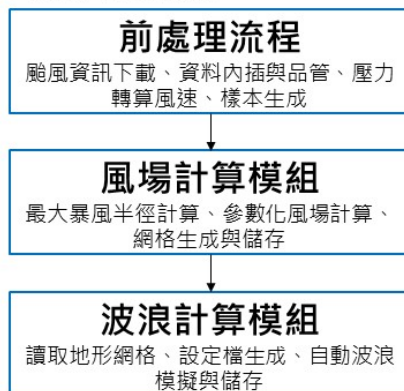 前處理流程
颱風資訊下載、資料內插與品管、壓力
轉算風速、樣本生成
風場計算模組
最大暴風半徑計算、參數化風場計算、
網格生成與儲存
波浪計算模組
讀取地形網格、設定檔生成、自動波浪
模擬與儲存